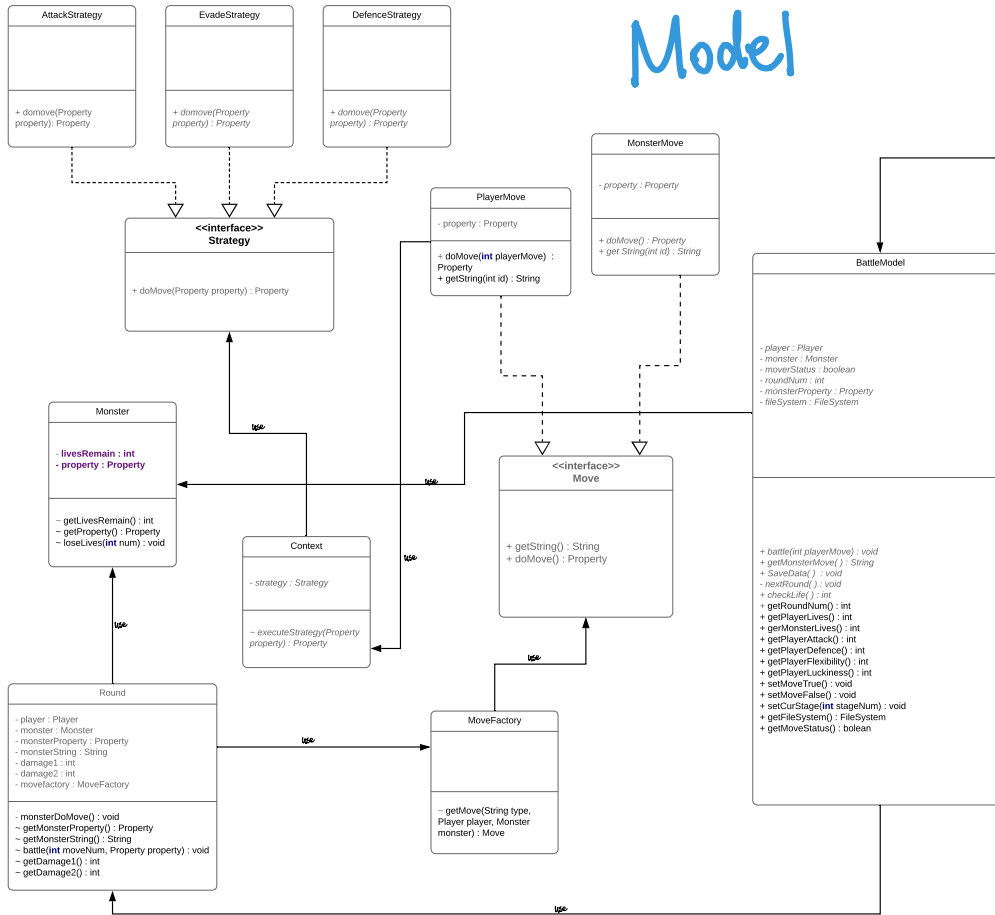 Model
AttackStrategy
+ domove(Property
property): Property
EvadeStrategy
+ domove(Property
property) : Property
DefenceStrategy
+ domove(Property
property) : Property
<<interface>>
Strategy
+ doMove(Property property) : Property
PlayerMove
- property : Property
+ doMove(int playerMove)  :
Property
+ getString(int id) : String
MonsterMove
- property : Property
+ doMove() : Property
+ get String(int id) : String
BattleModel
- player : Player
- monster : Monster
- moverStatus : boolean
- roundNum : int
- monsterProperty : Property
- fileSystem : FileSystem
+ battle(int playerMove) : void
+ getMonsterMove( ) : String
+ SaveData( )  : void
- nextRound( ) : void
+ checkLife( ) : int
+ getRoundNum() : int
+ getPlayerLives() : int
+ gerMonsterLives() : int
+ getPlayerAttack() : int
+ getPlayerDefence() : int
+ getPlayerFlexibility() : int
+ getPlayerLuckiness() : int
+ setMoveTrue() : void
+ setMoveFalse() : void
+ setCurStage(int stageNum) : void
+ getFileSystem() : FileSystem
+ getMoveStatus() : bolean
Monster
- livesRemain : int
- property : Property
~ getLivesRemain() : int
~ getProperty() : Property
~ loseLives(int num) : void
use
use
<<interface>>
Move
+ getString() : String
+ doMove() : Property
Context
- strategy : Strategy
~ executeStrategy(Property
property) : Property
use
use
use
Round
- player : Player
- monster : Monster
- monsterProperty : Property
- monsterString : String
- damage1 : int
- damage2 : int
- movefactory : MoveFactory
- monsterDoMove() : void
~ getMonsterProperty() : Property
~ getMonsterString() : String
~ battle(int moveNum, Property property) : void
~ getDamage1() : int
~ getDamage2() : int
use
MoveFactory
~ getMove(String type,
Player player, Monster
monster) : Move
use